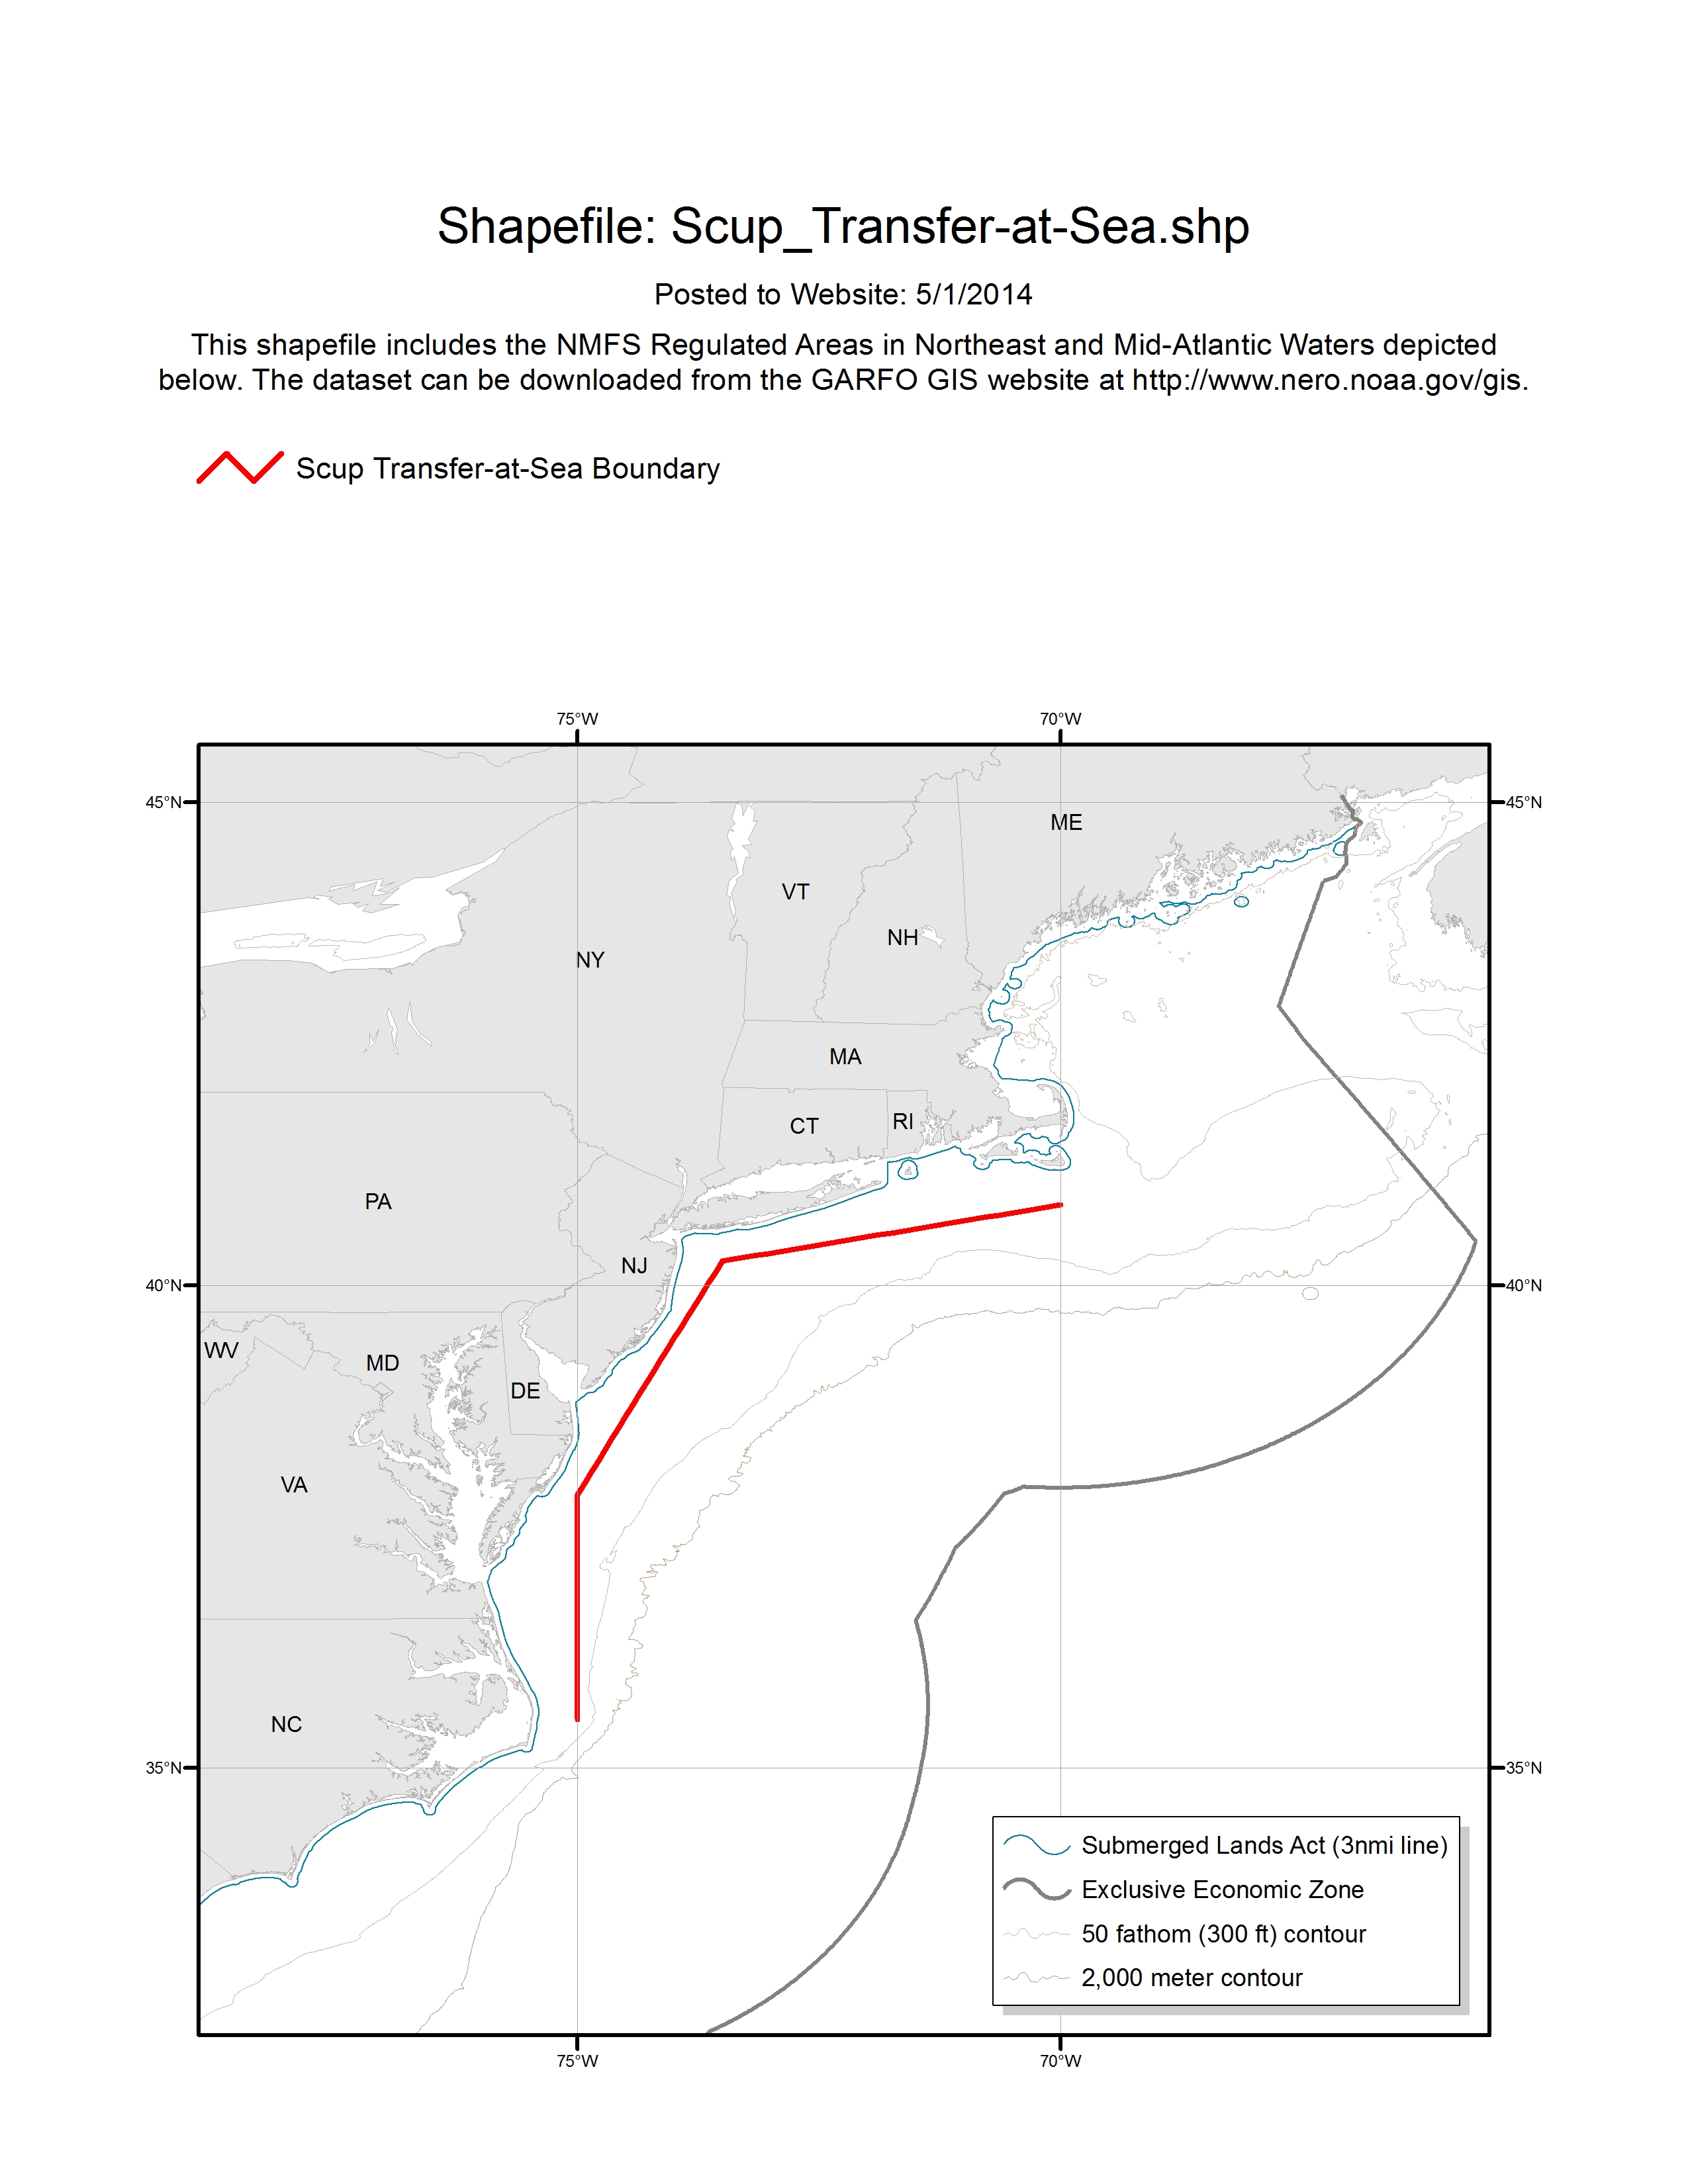 Shapefile: Scup_Transfer-at-Sea.shp
Posted to Website: 5/1/2014
This shapefile includes the NMFS Regulated Areas in Northeast and Mid-Atlantic Waters depicted
below. The dataset can be downloaded from the GARFO GIS website at http://www.nero.noaa.gov/gis.
Scup Transfer-at-Sea Boundary
75°W 70°W
45°N 45°N
ME
VT
NH
NY
MA
CT RI
PA
NJ
40°N 40°N
WV
MD
DE
VA
NC
35°N 35°N
Submerged Lands Act (3nmi line)
Exclusive Economic Zone
50 fathom (300 ft) contour
2,000 meter contour
75°W 70°W